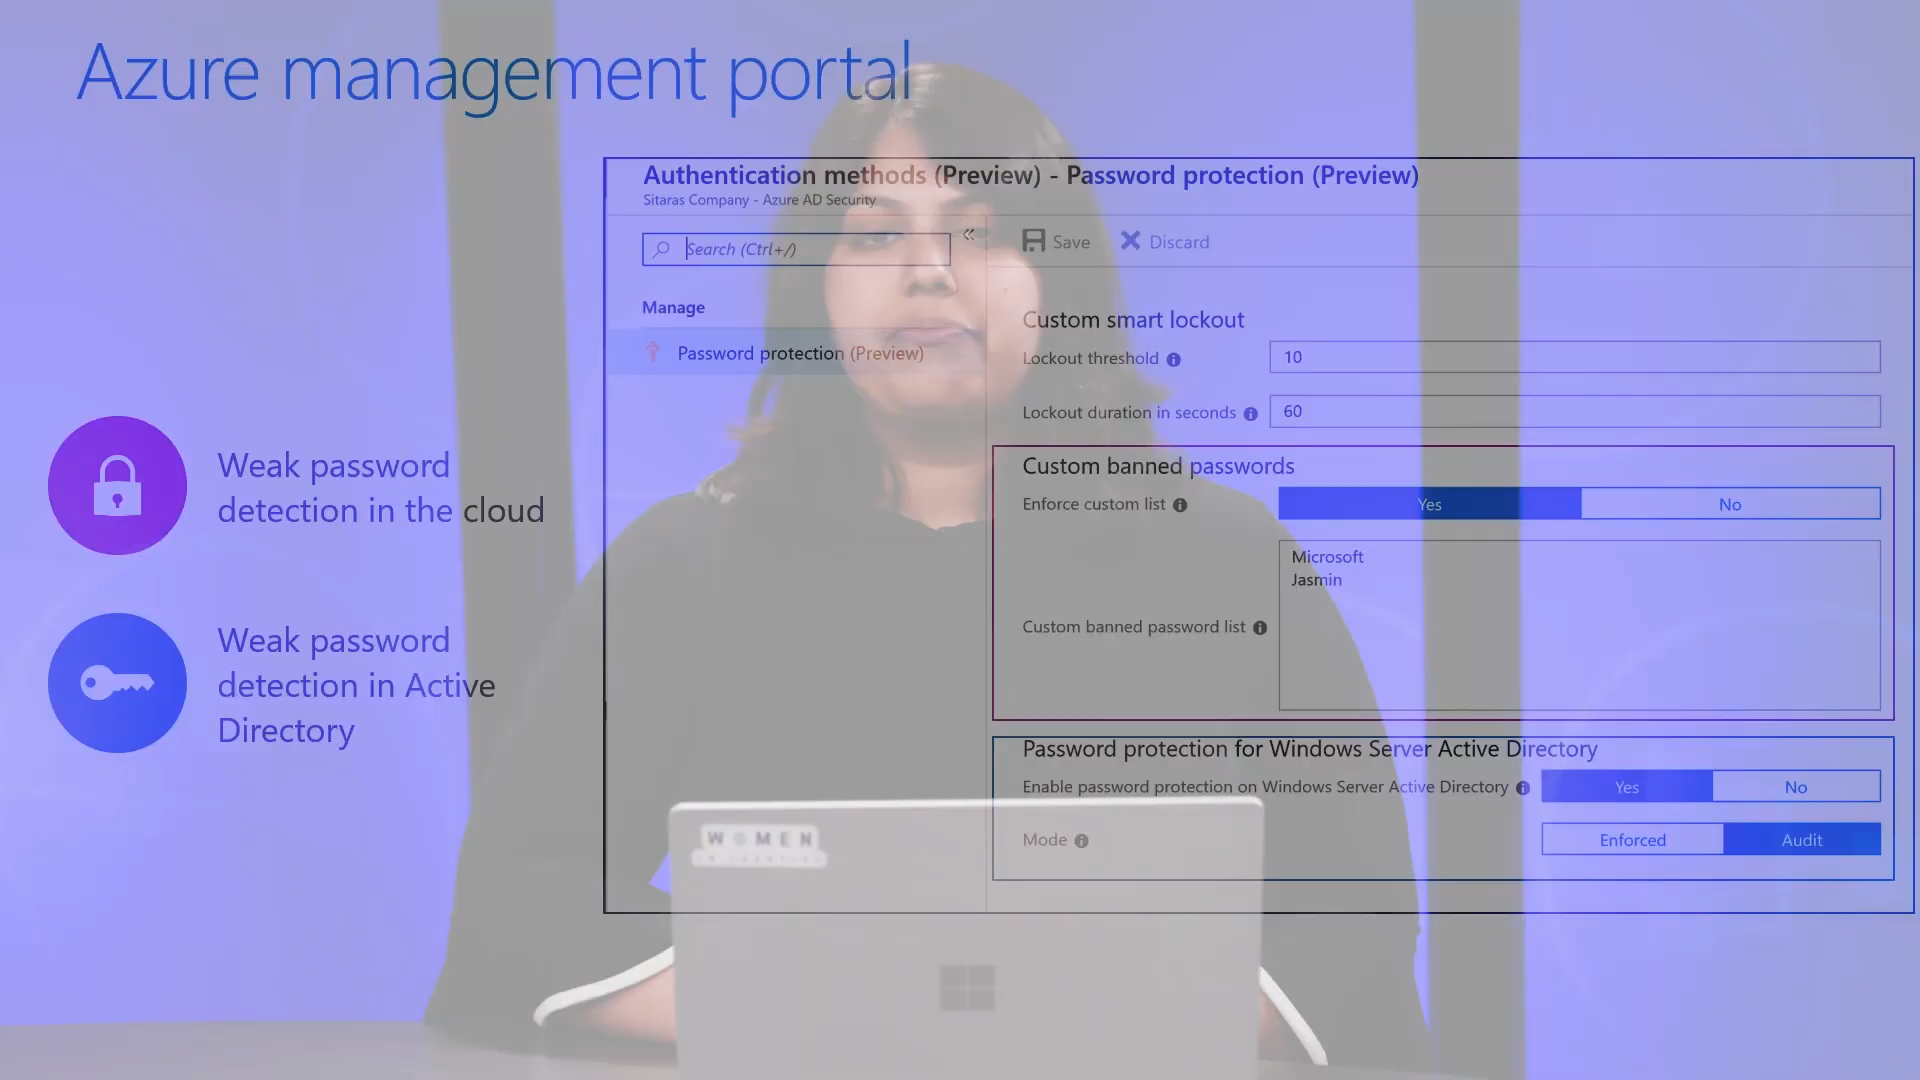 Azure management portal
Authentication methods (Preview) - Password protection (Preview)
Sitaras Company - Azure AD Security
Search (Ctrl+/)
«
Save
Discard
Manage
Password protection (Preview)
Custom smart lockout
Lockout threshold
10
Lockout duration in seconds
60
Custom banned passwords
Enforce custom list
Yes
No
Microsoft
Jasmin
Custom banned password list
Weak password
detection in the cloud
Weak password
detection in Active
Directory
Password protection for Windows Server Active Directory
Enable password protection on Windows Server Active Directory
Yes
No
Mode
Enforced
Audit
WOMEN